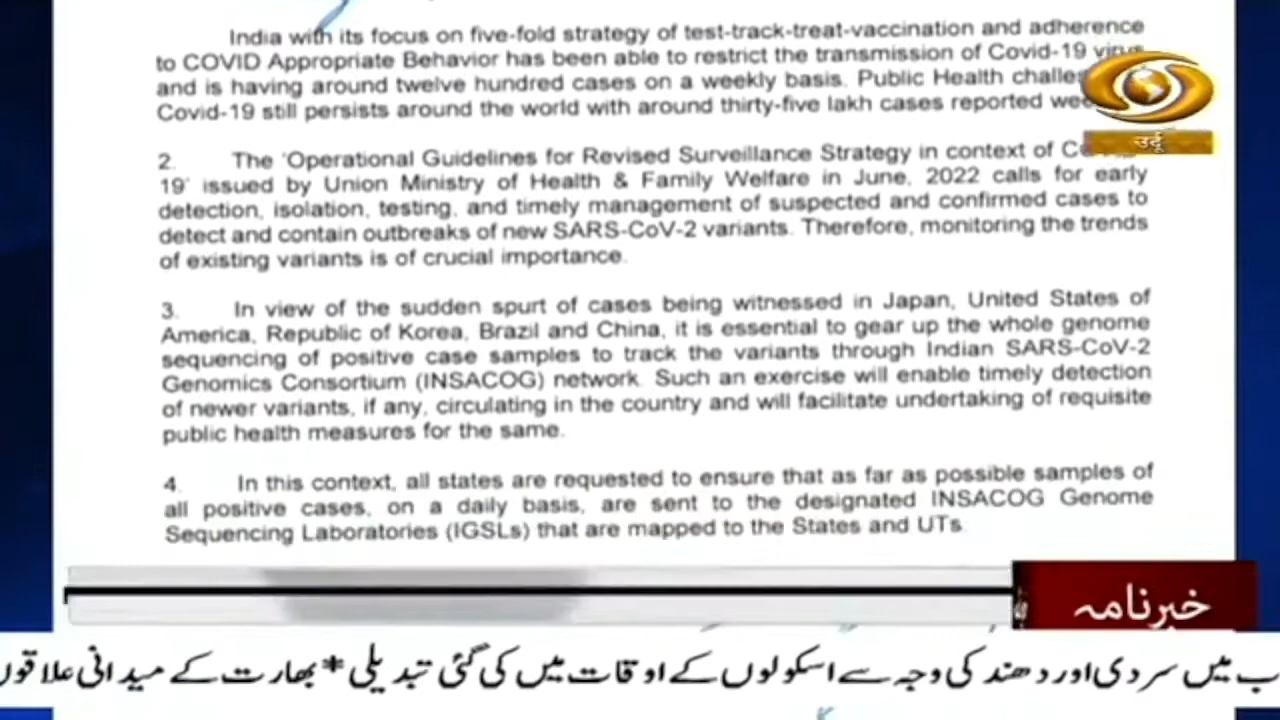 India with its focus on five-fold strategy of test-track-treat-vaccination and adherence
to COVID Appropriate Behavior has been able to restrict the transmission of Covid-19 virus
and is having around twelve hundred cases on a weekly basis. Public Health
Covid-19 still persists around the world with around thirty-five lakh cases reported
उर्दू
2. The 'Operational Guidelines for Revised Surveillance Strategy in context of
19' issued by Union Ministry of Health & Family Welfare in June, 2022 calls for early
detection, isolation, testing, and timely management of suspected and confirmed cases to
detect and contain outbreaks of new SARS-CoV-2 variants. Therefore, monitoring the trends
of existing variants is of crucial importance.
3. In view of the sudden spurt of cases being witnessed in Japan, United States of
America, Republic of Korea, Brazil and China, it is essential to gear up the whole genome
sequencing of positive case samples to track the variants through Indian SARS-CoV-2
Genomics Consortium (INSACOG) network. Such an exercise will enable timely detection
of newer variants, if any, circulating in the country and will facilitate undertaking of requisite
public health measures for the same.
4. In this context, all states are requested to ensure that as far as possible samples of
all positive cases, on a daily basis, are sent to the designated INSACOG Genome
Sequencing Laboratories (IGSLs) that are mapped to the States and UTs.
خبرنامہ
میں سردی اور دھند کی وجہ سے اسکولوں کے اوقات میں کی گئی تبدیلی * بھارت کے میدانی علاقوں